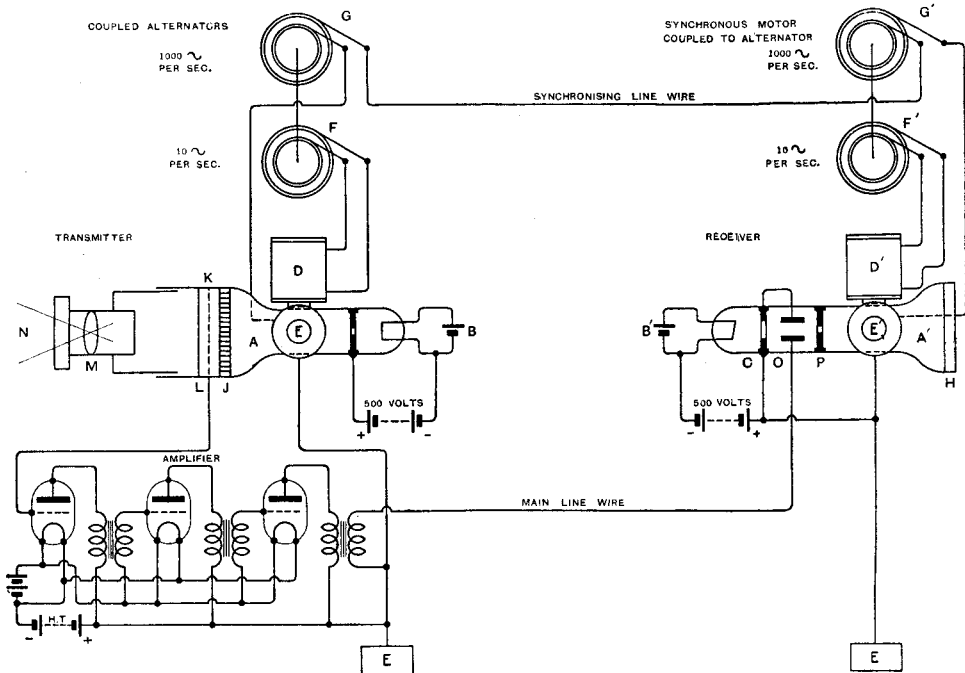 COUPLED ALTERNATORS
G
1000 ~
PER SEC.
SYNCHRONOUS MOTOR
COUPLED TO ALTERNATOR
G'
1000 ~
PER SEC.
SYNCHRONISING LINE WIRE
F
10 ~
PER SEC.
F'
10 ~
PER SEC.
TRANSMITTER
RECEIVER
D
D'
K
N
M
A
E
B
B'
E'
A'
L
J
C
O
P
H
500 VOLTS
+
-
500 VOLTS
-
+
AMPLIFIER
MAIN LINE WIRE
H.T
-
+
E
E